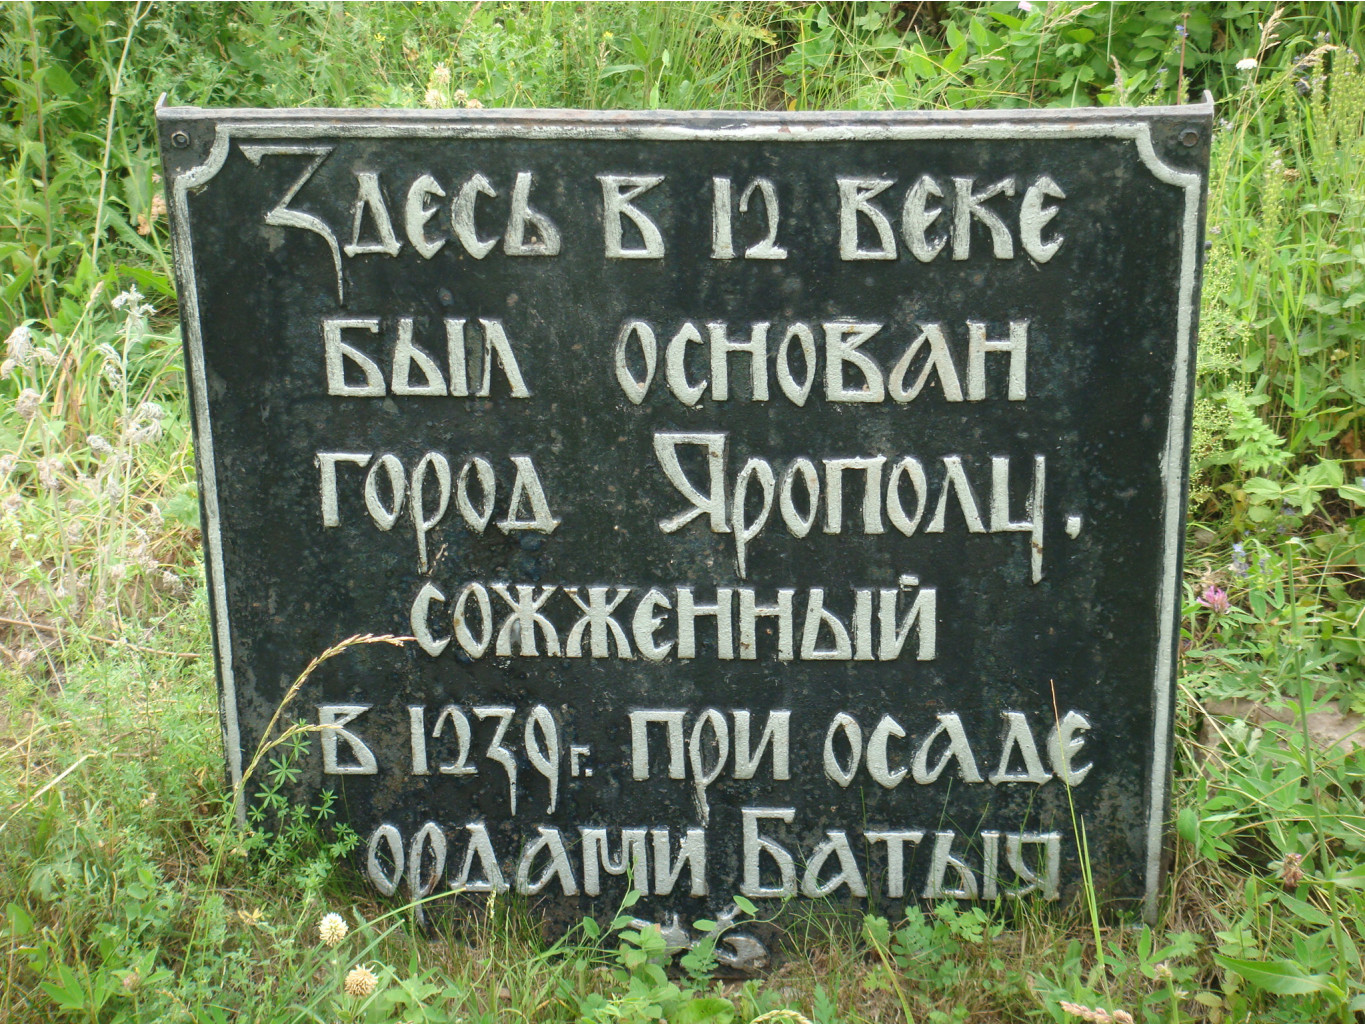 Здесь в 12 веке
был основан
город Ярополц,
сожженный
в 1239г. при осаде
ордами Батыя